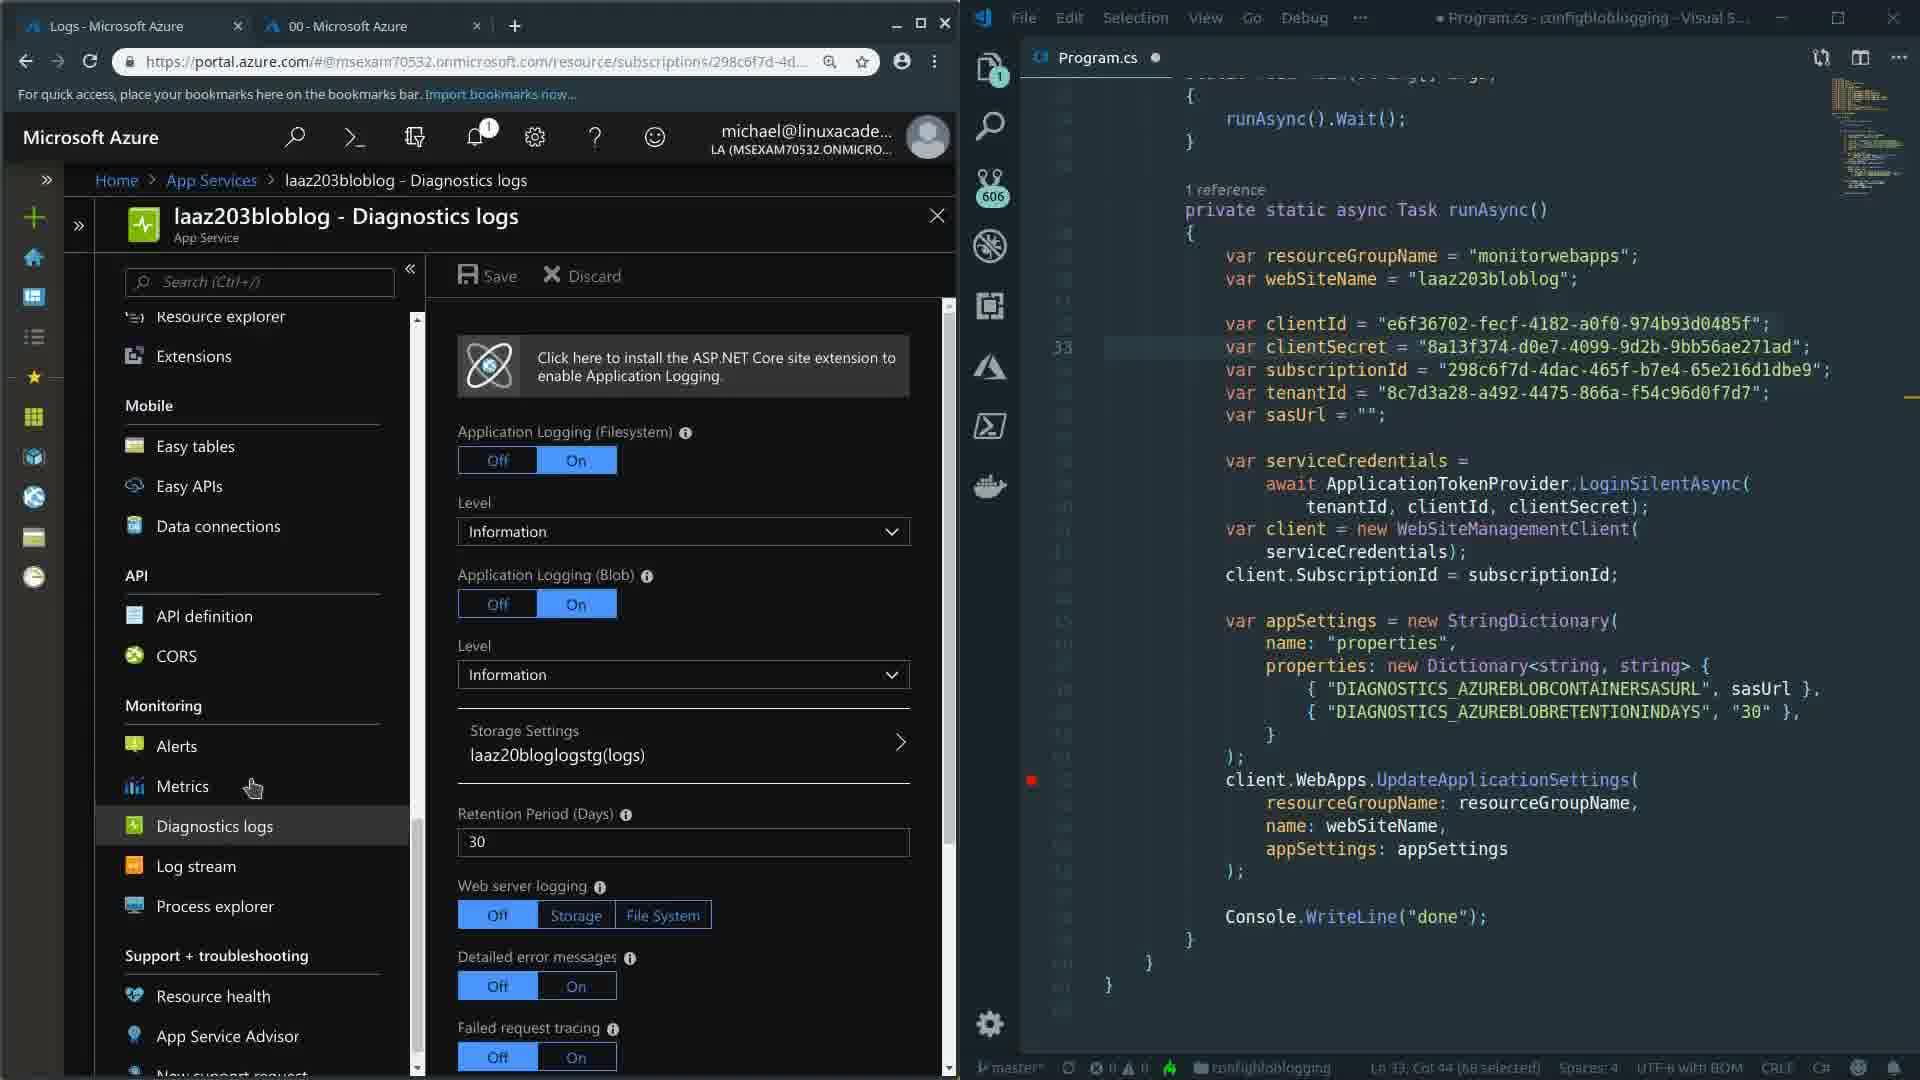 Logs - Microsoft Azure
00 - Microsoft Azure
https://portal.azure.com/#@msexam70532.onmicrosoft.com/resource/subscriptions/298c6f7d-4d...
For quick access, place your bookmarks here on the bookmarks bar. Import bookmarks now...
Microsoft Azure
1
michael@linuxacade...
LA (MSEXAM70532.ONMICRO...
Home > App Services > laaz203bloblog - Diagnostics logs
laaz203bloblog - Diagnostics logs
App Service
Search (Ctrl+/)
Resource explorer
Extensions
Mobile
Easy tables
Easy APIs
Data connections
API
API definition
CORS
Monitoring
Alerts
Metrics
Diagnostics logs
Log stream
Process explorer
Support + troubleshooting
Resource health
App Service Advisor
New support request
Save Discard
Click here to install the ASP.NET Core site extension to
enable Application Logging.
Application Logging (Filesystem)
Off On
Level
Information
Application Logging (Blob)
Off On
Level
Information
Storage Settings
laaz20bloglogstg(logs)
Retention Period (Days)
30
Web server logging
Off Storage File System
Detailed error messages
Off On
Failed request tracing
Off On
File Edit Selection View Go Debug ...
● Program.cs - configbloblogging - Visual S...
Program.cs
1
606
{
runAsync().Wait();
}
1 reference
private static async Task runAsync()
{
var resourceGroupName = "monitorwebapps";
var webSiteName = "laaz203bloblog";
var clientId = "e6f36702-fecf-4182-a0f0-974b93d0485f";
33 var clientSecret = "8a13f374-d0e7-4099-9d2b-9bb56ae271ad";
var subscriptionId = "298c6f7d-4dac-465f-b7e4-65e216d1dbe9";
var tenantId = "8c7d3a28-a492-4475-866a-f54c96d0f7d7";
var sasUrl = "";
var serviceCredentials =
await ApplicationTokenProvider.LoginSilentAsync(
tenantId, clientId, clientSecret);
var client = new WebSiteManagementClient(
serviceCredentials);
client.SubscriptionId = subscriptionId;
var appSettings = new StringDictionary(
name: "properties",
properties: new Dictionary<string, string> {
{ "DIAGNOSTICS_AZUREBLOBCONTAINERSASURL", sasUrl },
{ "DIAGNOSTICS_AZUREBLOBRETENTIONINDAYS", "30" },
}
);
client.WebApps.UpdateApplicationSettings(
resourceGroupName: resourceGroupName,
name: webSiteName,
appSettings: appSettings
);
Console.WriteLine("done");
}
}
}
master* 0 0 configbloblogging Ln 33, Col 44 (68 selected) Spaces: 4 UTF-8 with BOM CRLF C#